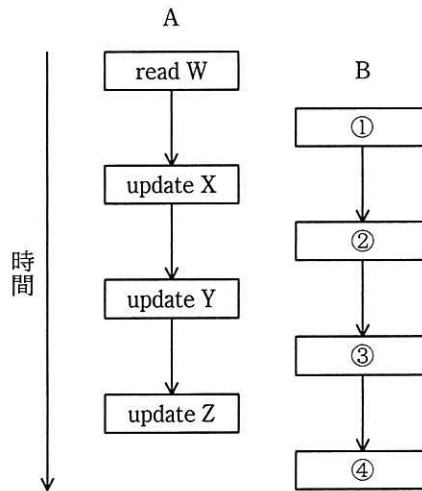 A
read W
B
①
update X
②
時間
update Y
③
update Z
④